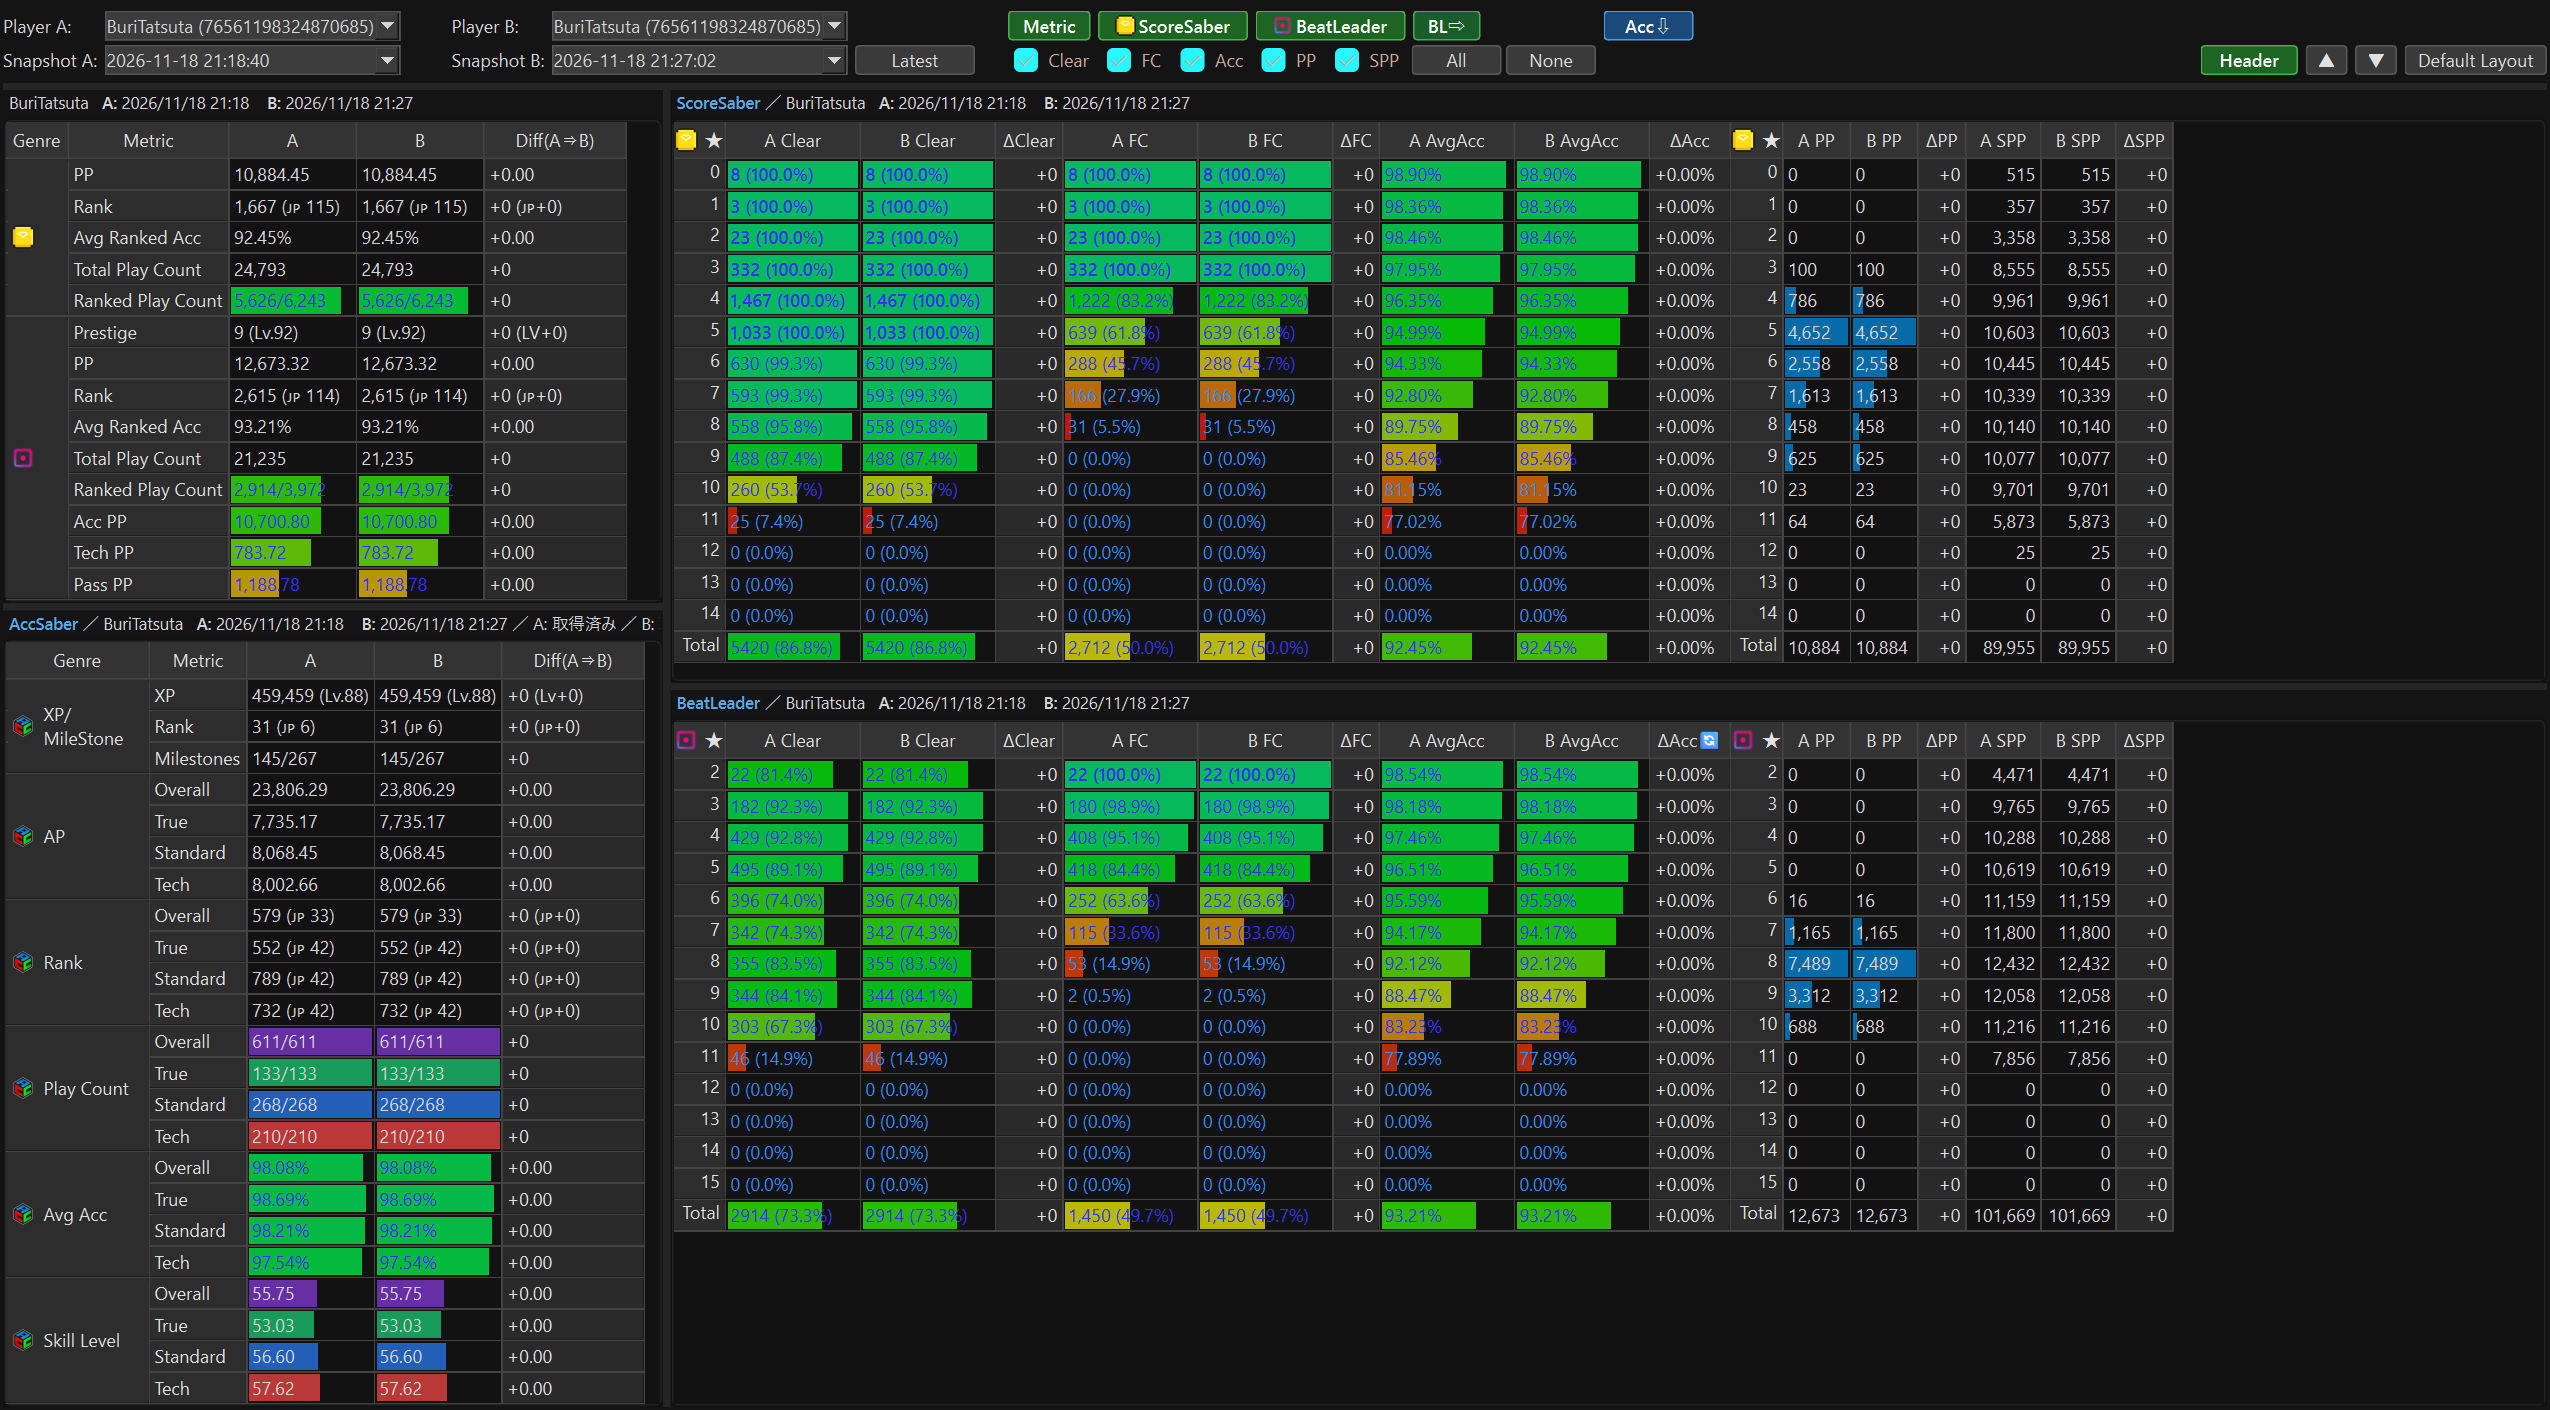 Player A: BuriTatsuta (76561198324870685) Player B: BuriTatsuta (76561198324870685) Metric ScoreSaber BeatLeader BL⇨ Acc⇩
Snapshot A: 2026-11-18 21:18:40 Snapshot B: 2026-11-18 21:27:02 Latest Clear FC Acc PP SPP All None Header ▲ ▼ Default Layout
BuriTatsuta A: 2026/11/18 21:18 B: 2026/11/18 21:27
Genre Metric A B Diff(A⇒B)
PP 10,884.45 10,884.45 +0.00
Rank 1,667 (JP 115) 1,667 (JP 115) +0 (JP+0)
Avg Ranked Acc 92.45% 92.45% +0.00
Total Play Count 24,793 24,793 +0
Ranked Play Count 5,626/6,243 5,626/6,243 +0
Prestige 9 (Lv.92) 9 (Lv.92) +0 (LV+0)
PP 12,673.32 12,673.32 +0.00
Rank 2,615 (JP 114) 2,615 (JP 114) +0 (JP+0)
Avg Ranked Acc 93.21% 93.21% +0.00
Total Play Count 21,235 21,235 +0
Ranked Play Count 2,914/3,972 2,914/3,972 +0
Acc PP 10,700.80 10,700.80 +0.00
Tech PP 783.72 783.72 +0.00
Pass PP 1,188.78 1,188.78 +0.00
AccSaber ／ BuriTatsuta A: 2026/11/18 21:18 B: 2026/11/18 21:27 ／ A: 取得済み ／ B:
Genre Metric A B Diff(A⇒B)
XP/ MileStone
XP 459,459 (Lv.88) 459,459 (Lv.88) +0 (Lv+0)
Rank 31 (JP 6) 31 (JP 6) +0 (JP+0)
Milestones 145/267 145/267 +0
AP
Overall 23,806.29 23,806.29 +0.00
True 7,735.17 7,735.17 +0.00
Standard 8,068.45 8,068.45 +0.00
Tech 8,002.66 8,002.66 +0.00
Rank
Overall 579 (JP 33) 579 (JP 33) +0 (JP+0)
True 552 (JP 42) 552 (JP 42) +0 (JP+0)
Standard 789 (JP 42) 789 (JP 42) +0 (JP+0)
Tech 732 (JP 42) 732 (JP 42) +0 (JP+0)
Play Count
Overall 611/611 611/611 +0
True 133/133 133/133 +0
Standard 268/268 268/268 +0
Tech 210/210 210/210 +0
Avg Acc
Overall 98.08% 98.08% +0.00
True 98.69% 98.69% +0.00
Standard 98.21% 98.21% +0.00
Tech 97.54% 97.54% +0.00
Skill Level
Overall 55.75 55.75 +0.00
True 53.03 53.03 +0.00
Standard 56.60 56.60 +0.00
Tech 57.62 57.62 +0.00
ScoreSaber ／ BuriTatsuta A: 2026/11/18 21:18 B: 2026/11/18 21:27
★ A Clear B Clear ΔClear A FC B FC ΔFC A AvgAcc B AvgAcc ΔAcc ★ A PP B PP ΔPP A SPP B SPP ΔSPP
0 8 (100.0%) 8 (100.0%) +0 8 (100.0%) 8 (100.0%) +0 98.90% 98.90% +0.00% 0 0 0 +0 515 515 +0
1 3 (100.0%) 3 (100.0%) +0 3 (100.0%) 3 (100.0%) +0 98.36% 98.36% +0.00% 1 0 0 +0 357 357 +0
2 23 (100.0%) 23 (100.0%) +0 23 (100.0%) 23 (100.0%) +0 98.46% 98.46% +0.00% 2 0 0 +0 3,358 3,358 +0
3 332 (100.0%) 332 (100.0%) +0 332 (100.0%) 332 (100.0%) +0 97.95% 97.95% +0.00% 3 100 100 +0 8,555 8,555 +0
4 1,467 (100.0%) 1,467 (100.0%) +0 1,222 (83.2%) 1,222 (83.2%) +0 96.35% 96.35% +0.00% 4 786 786 +0 9,961 9,961 +0
5 1,033 (100.0%) 1,033 (100.0%) +0 639 (61.8%) 639 (61.8%) +0 94.99% 94.99% +0.00% 5 4,652 4,652 +0 10,603 10,603 +0
6 630 (99.3%) 630 (99.3%) +0 288 (45.7%) 288 (45.7%) +0 94.33% 94.33% +0.00% 6 2,558 2,558 +0 10,445 10,445 +0
7 593 (99.3%) 593 (99.3%) +0 166 (27.9%) 166 (27.9%) +0 92.80% 92.80% +0.00% 7 1,613 1,613 +0 10,339 10,339 +0
8 558 (95.8%) 558 (95.8%) +0 31 (5.5%) 31 (5.5%) +0 89.75% 89.75% +0.00% 8 458 458 +0 10,140 10,140 +0
9 488 (87.4%) 488 (87.4%) +0 0 (0.0%) 0 (0.0%) +0 85.46% 85.46% +0.00% 9 625 625 +0 10,077 10,077 +0
10 260 (53.7%) 260 (53.7%) +0 0 (0.0%) 0 (0.0%) +0 81.15% 81.15% +0.00% 10 23 23 +0 9,701 9,701 +0
11 25 (7.4%) 25 (7.4%) +0 0 (0.0%) 0 (0.0%) +0 77.02% 77.02% +0.00% 11 64 64 +0 5,873 5,873 +0
12 0 (0.0%) 0 (0.0%) +0 0 (0.0%) 0 (0.0%) +0 0.00% 0.00% +0.00% 12 0 0 +0 25 25 +0
13 0 (0.0%) 0 (0.0%) +0 0 (0.0%) 0 (0.0%) +0 0.00% 0.00% +0.00% 13 0 0 +0 0 0 +0
14 0 (0.0%) 0 (0.0%) +0 0 (0.0%) 0 (0.0%) +0 0.00% 0.00% +0.00% 14 0 0 +0 0 0 +0
Total 5420 (86.8%) 5420 (86.8%) +0 2,712 (50.0%) 2,712 (50.0%) +0 92.45% 92.45% +0.00% Total 10,884 10,884 +0 89,955 89,955 +0
BeatLeader ／ BuriTatsuta A: 2026/11/18 21:18 B: 2026/11/18 21:27
★ A Clear B Clear ΔClear A FC B FC ΔFC A AvgAcc B AvgAcc ΔAcc ★ A PP B PP ΔPP A SPP B SPP ΔSPP
2 22 (81.4%) 22 (81.4%) +0 22 (100.0%) 22 (100.0%) +0 98.54% 98.54% +0.00% 2 0 0 +0 4,471 4,471 +0
3 182 (92.3%) 182 (92.3%) +0 180 (98.9%) 180 (98.9%) +0 98.18% 98.18% +0.00% 3 0 0 +0 9,765 9,765 +0
4 429 (92.8%) 429 (92.8%) +0 408 (95.1%) 408 (95.1%) +0 97.46% 97.46% +0.00% 4 0 0 +0 10,288 10,288 +0
5 495 (89.1%) 495 (89.1%) +0 418 (84.4%) 418 (84.4%) +0 96.51% 96.51% +0.00% 5 0 0 +0 10,619 10,619 +0
6 396 (74.0%) 396 (74.0%) +0 252 (63.6%) 252 (63.6%) +0 95.59% 95.59% +0.00% 6 16 16 +0 11,159 11,159 +0
7 342 (74.3%) 342 (74.3%) +0 115 (33.6%) 115 (33.6%) +0 94.17% 94.17% +0.00% 7 1,165 1,165 +0 11,800 11,800 +0
8 355 (83.5%) 355 (83.5%) +0 53 (14.9%) 53 (14.9%) +0 92.12% 92.12% +0.00% 8 7,489 7,489 +0 12,432 12,432 +0
9 344 (84.1%) 344 (84.1%) +0 2 (0.5%) 2 (0.5%) +0 88.47% 88.47% +0.00% 9 3,312 3,312 +0 12,058 12,058 +0
10 303 (67.3%) 303 (67.3%) +0 0 (0.0%) 0 (0.0%) +0 83.23% 83.23% +0.00% 10 688 688 +0 11,216 11,216 +0
11 46 (14.9%) 46 (14.9%) +0 0 (0.0%) 0 (0.0%) +0 77.89% 77.89% +0.00% 11 0 0 +0 7,856 7,856 +0
12 0 (0.0%) 0 (0.0%) +0 0 (0.0%) 0 (0.0%) +0 0.00% 0.00% +0.00% 12 0 0 +0 0 0 +0
13 0 (0.0%) 0 (0.0%) +0 0 (0.0%) 0 (0.0%) +0 0.00% 0.00% +0.00% 13 0 0 +0 0 0 +0
14 0 (0.0%) 0 (0.0%) +0 0 (0.0%) 0 (0.0%) +0 0.00% 0.00% +0.00% 14 0 0 +0 0 0 +0
15 0 (0.0%) 0 (0.0%) +0 0 (0.0%) 0 (0.0%) +0 0.00% 0.00% +0.00% 15 0 0 +0 0 0 +0
Total 2914 (73.3%) 2914 (73.3%) +0 1,450 (49.7%) 1,450 (49.7%) +0 93.21% 93.21% +0.00% Total 12,673 12,673 +0 101,669 101,669 +0